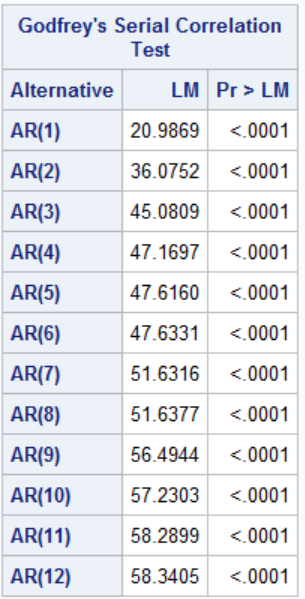 Godfrey's Serial Correlation
Test
Alternative LM Pr > LM
AR(1) 20.9869 <.0001
AR(2) 36.0752 <.0001
AR(3) 45.0809 <.0001
AR(4) 47.1697 <.0001
AR(5) 47.6160 <.0001
AR(6) 47.6331 <.0001
AR(7) 51.6316 <.0001
AR(8) 51.6377 <.0001
AR(9) 56.4944 <.0001
AR(10) 57.2303 <.0001
AR(11) 58.2899 <.0001
AR(12) 58.3405 <.0001